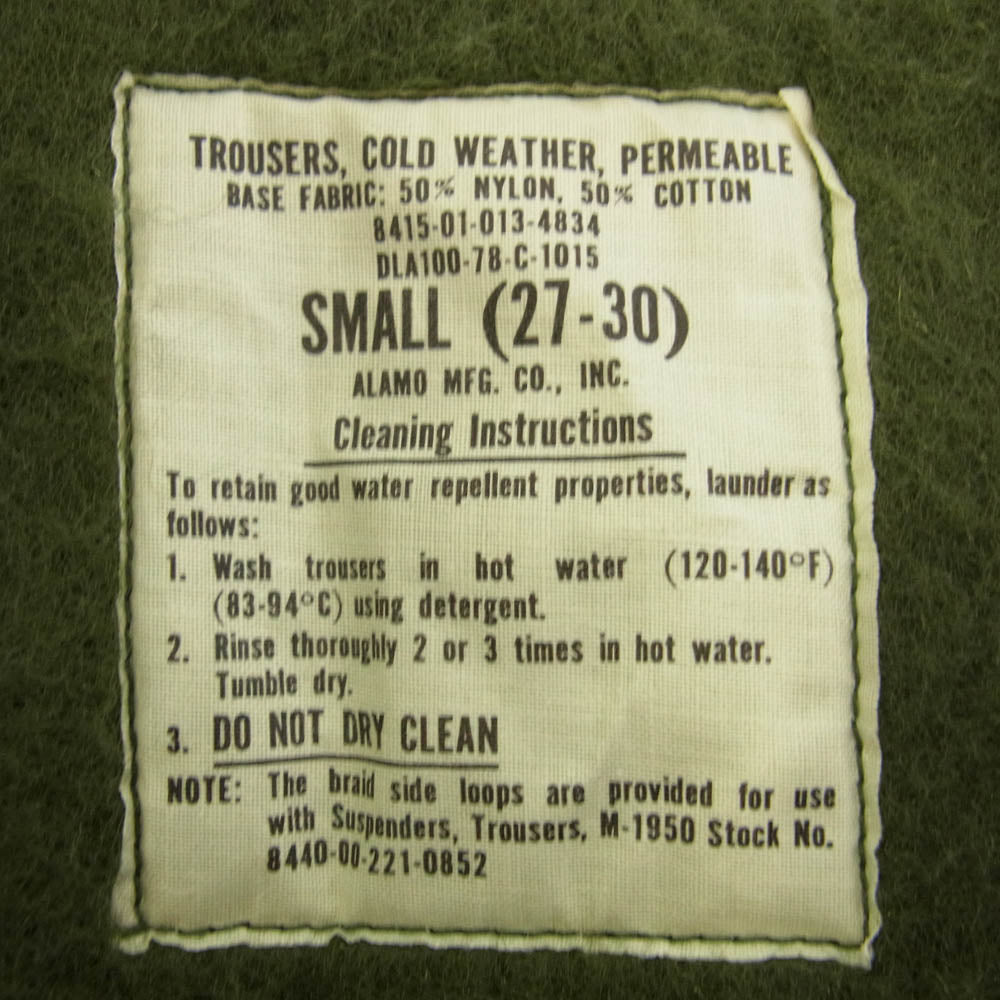 TROUSERS, COLD WEATHER, PERMEABLE
BASE FABRIC: 50% NYLON, 50% COTTON
8415-01-013-4834
DLA100-78-C-1015
SMALL (27-30)
ALAMO MFG. CO., INC.
Cleaning Instructions
To retain good water repellent properties, launder as
follows:
1. Wash trousers in hot water (120-140°F)
(83-94°C) using detergent.
2. Rinse thoroughly 2 or 3 times in hot water.
Tumble dry.
3. DO NOT DRY CLEAN
NOTE: The braid side loops are provided for use
with Suspenders, Trousers, M-1950 Stock No.
8440-00-221-0852